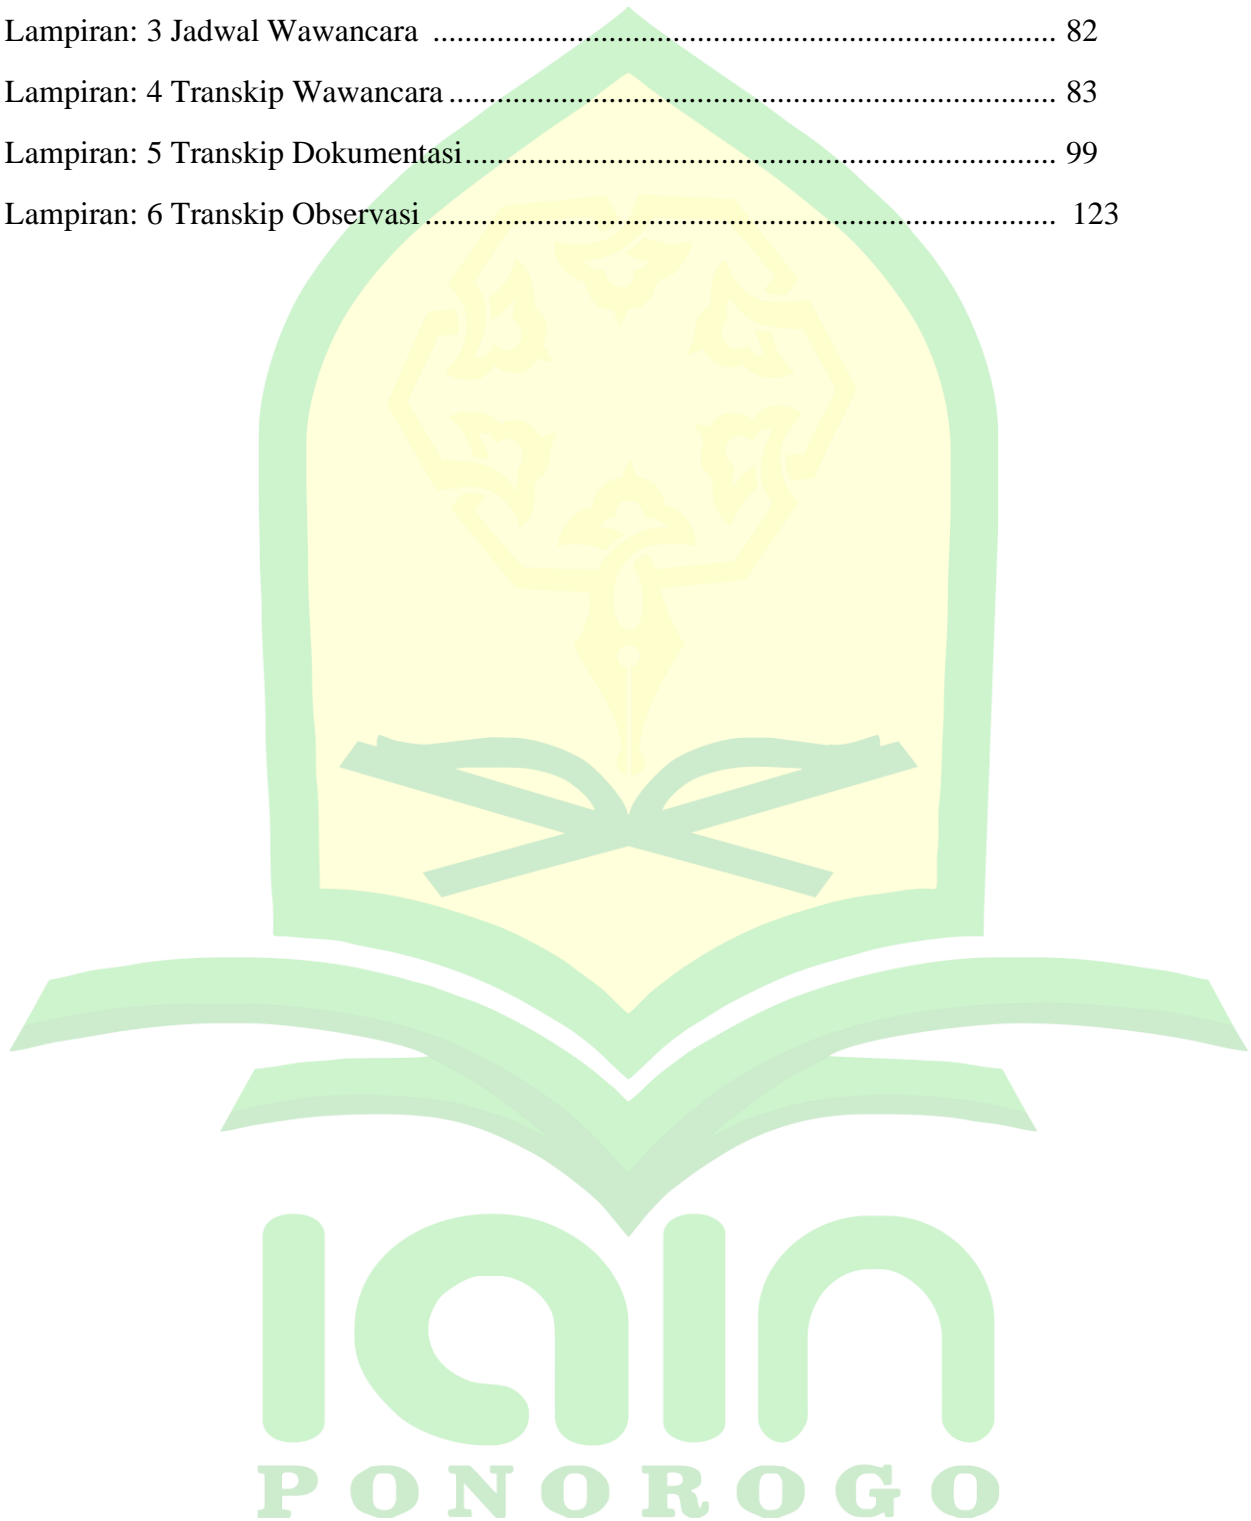 Lampiran: 3 Jadwal Wawancara ............................................................................. 82
Lampiran: 4 Transkip Wawancara ........................................................................... 83
Lampiran: 5 Transkip Dokumentasi......................................................................... 99
Lampiran: 6 Transkip Observasi .............................................................................. 123
iain
PONOROGO